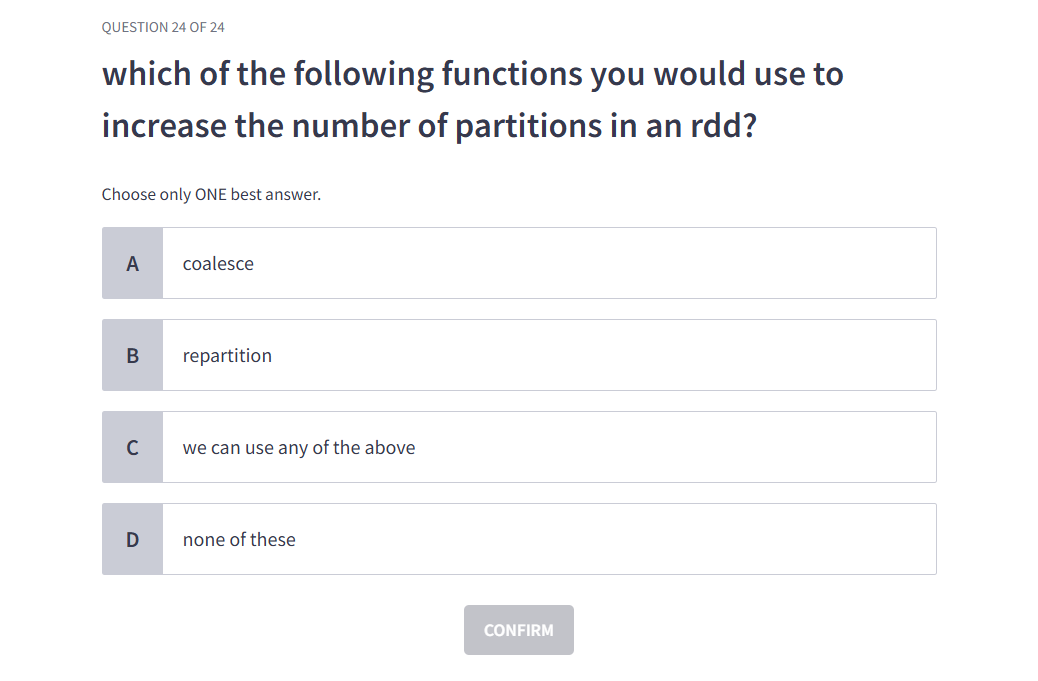 QUESTION 24 OF 24
which of the following functions you would use to
increase the number of partitions in an rdd?
Choose only ONE best answer.
A
coalesce
B
repartition
C
we can use any of the above
D
none of these
CONFIRM